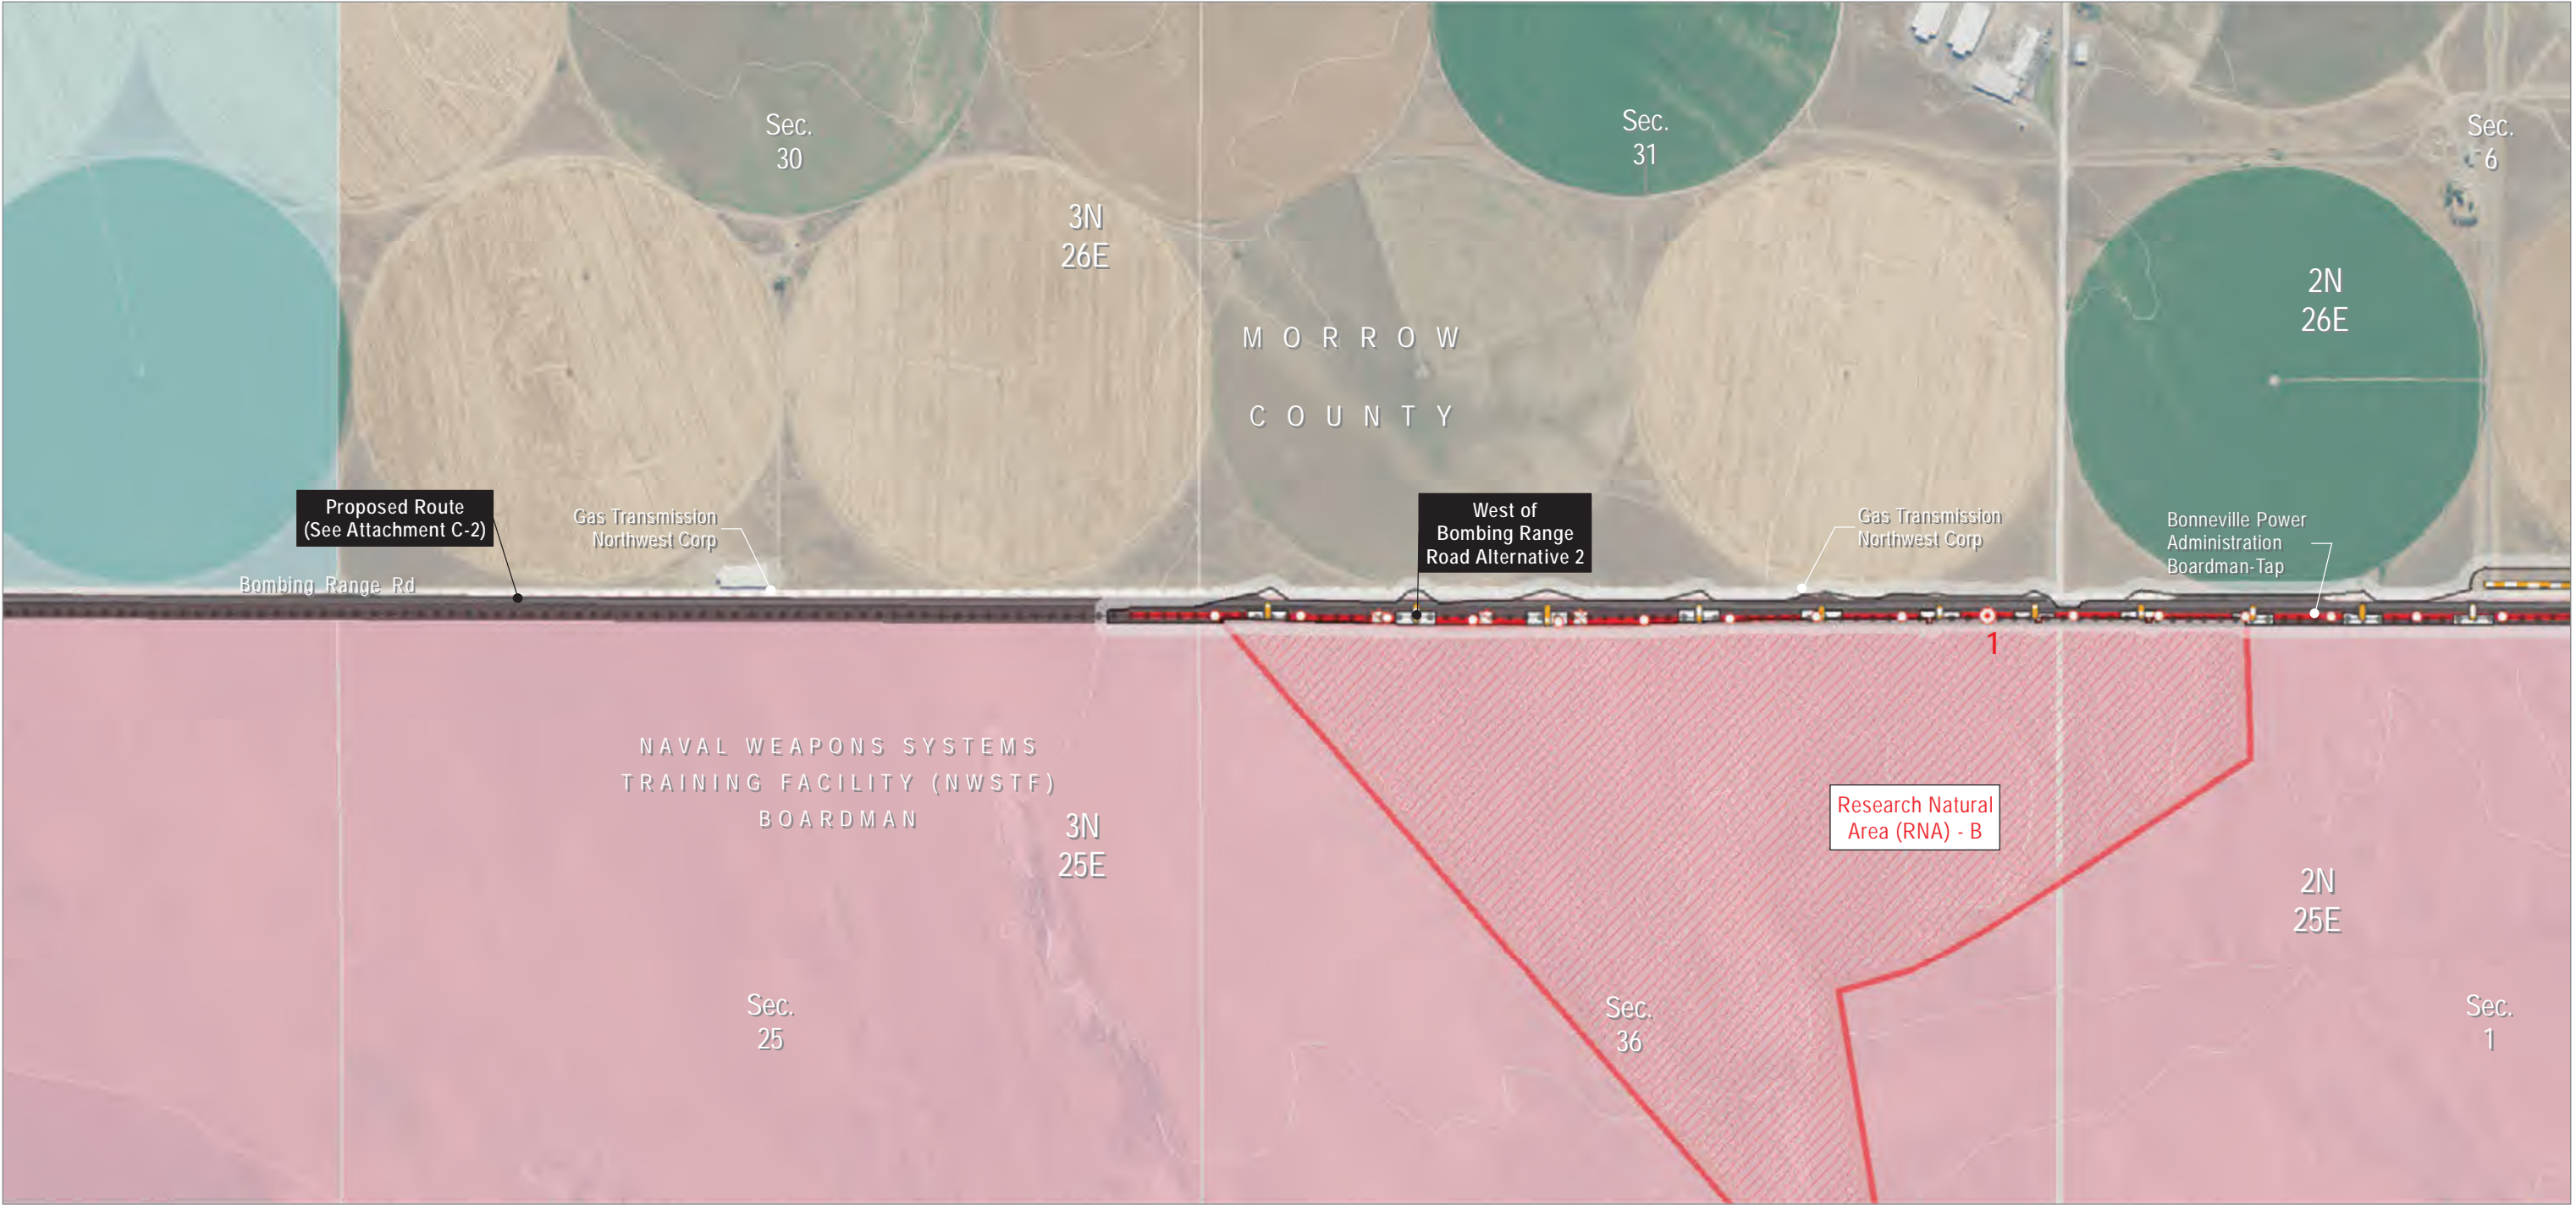 Sec.
30
Sec.
31
Sec.
6
3N
26E
2N
26E
MORROW
COUNTY
Proposed Route
(See Attachment C-2)
Gas Transmission
Northwest Corp
West of
Bombing Range
Road Alternative 2
Gas Transmission
Northwest Corp
Bonneville Power
Administration
Boardman-Tap
Bombing Range Rd
1
NAVAL WEAPONS SYSTEMS
TRAINING FACILITY (NWSTF)
BOARDMAN
3N
25E
Research Natural
Area (RNA) - B
2N
25E
Sec.
25
Sec.
36
Sec.
1